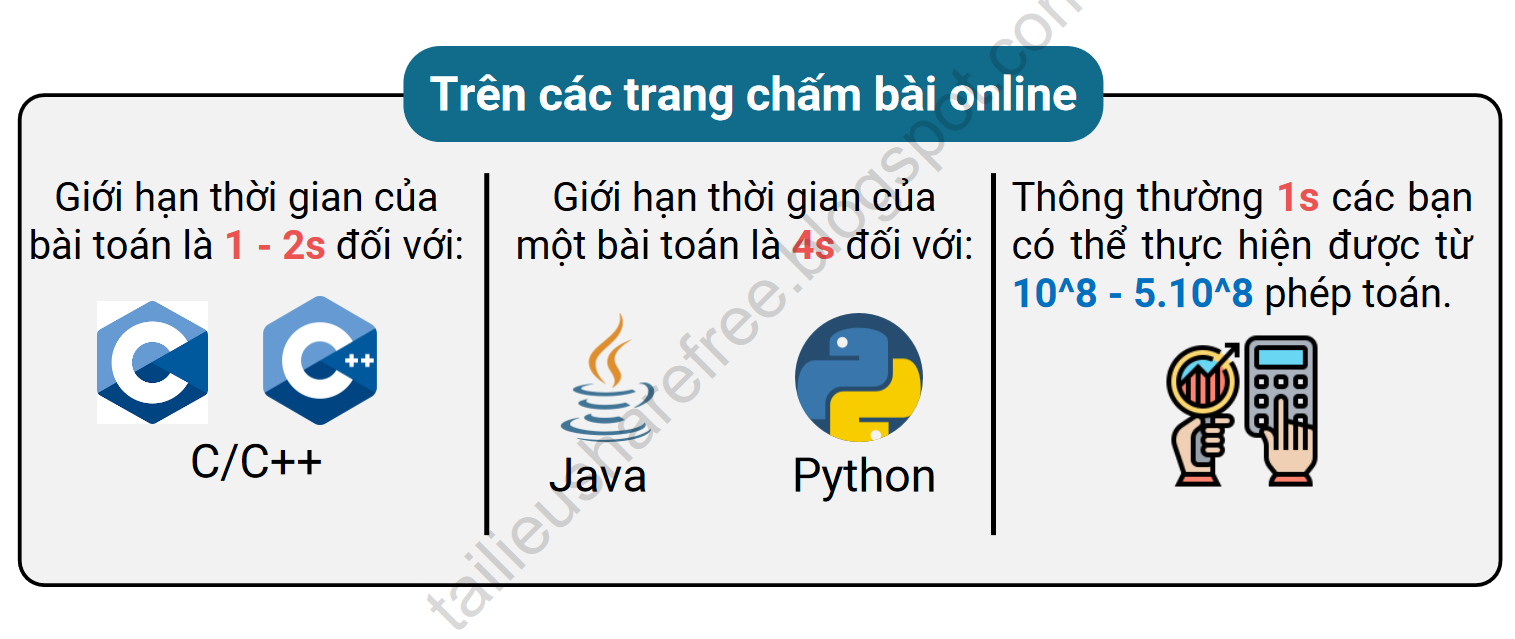 Trên các trang chấm bài online
Giới hạn thời gian của
bài toán là 1 - 2s đối với:
C/C++
Giới hạn thời gian của
một bài toán là 4s đối với:
Java
Python
Thông thường 1s các bạn
có thể thực hiện được từ
10^8 - 5.10^8 phép toán.
tailieusharefree.blogspot.com